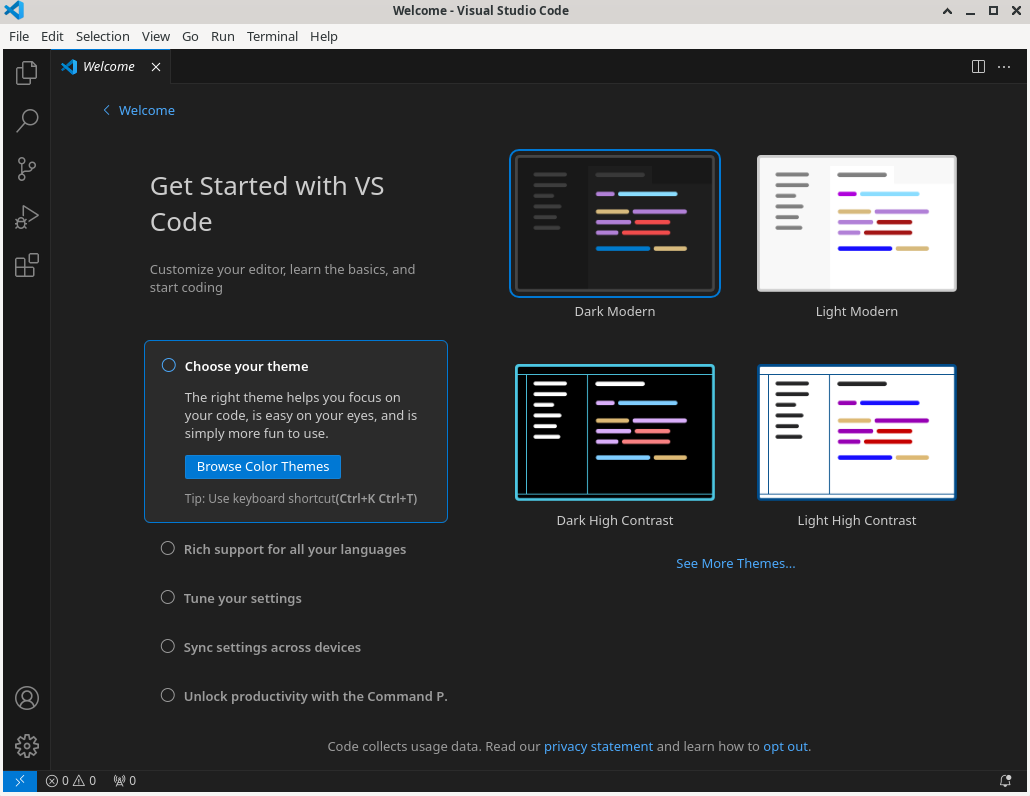 Welcome - Visual Studio Code
File Edit Selection View Go Run Terminal Help
Welcome
Welcome
Get Started with VS
Code
Customize your editor, learn the basics, and
start coding
Choose your theme
The right theme helps you focus on
your code, is easy on your eyes, and is
simply more fun to use.
Browse Color Themes
Tip: Use keyboard shortcut(Ctrl+K Ctrl+T)
Rich support for all your languages
Tune your settings
Sync settings across devices
Unlock productivity with the Command P.
Dark Modern
Light Modern
Dark High Contrast
Light High Contrast
See More Themes...
Code collects usage data. Read our privacy statement and learn how to opt out.
0 0 0